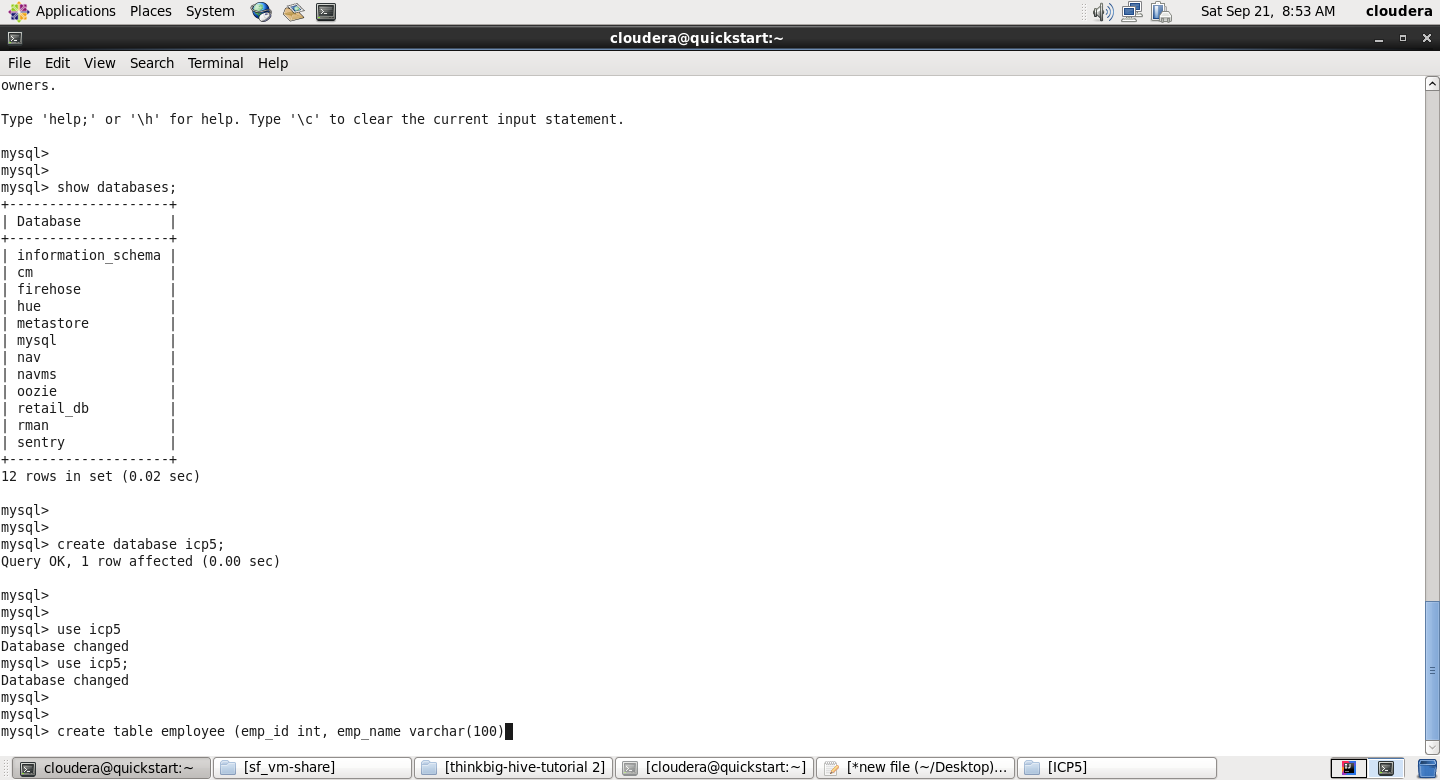 Applications Places System Sat Sep 21, 8:53 AM cloudera
cloudera@quickstart:~
File Edit View Search Terminal Help
owners.
Type 'help;' or '\h' for help. Type '\c' to clear the current input statement.
mysql>
mysql>
mysql> show databases;
+--------------------+
| Database           |
+--------------------+
| information_schema |
| cm                 |
| firehose           |
| hue                |
| metastore          |
| mysql              |
| nav                |
| navms              |
| oozie              |
| retail_db          |
| rman               |
| sentry             |
+--------------------+
12 rows in set (0.02 sec)
mysql>
mysql>
mysql> create database icp5;
Query OK, 1 row affected (0.00 sec)
mysql>
mysql>
mysql> use icp5
Database changed
mysql> use icp5;
Database changed
mysql>
mysql>
mysql> create table employee (emp_id int, emp_name varchar(100)
cloudera@quickstart:~ [sf_vm-share] [thinkbig-hive-tutorial 2] [cloudera@quickstart:~] [*new file (~/Desktop)... [ICP5]